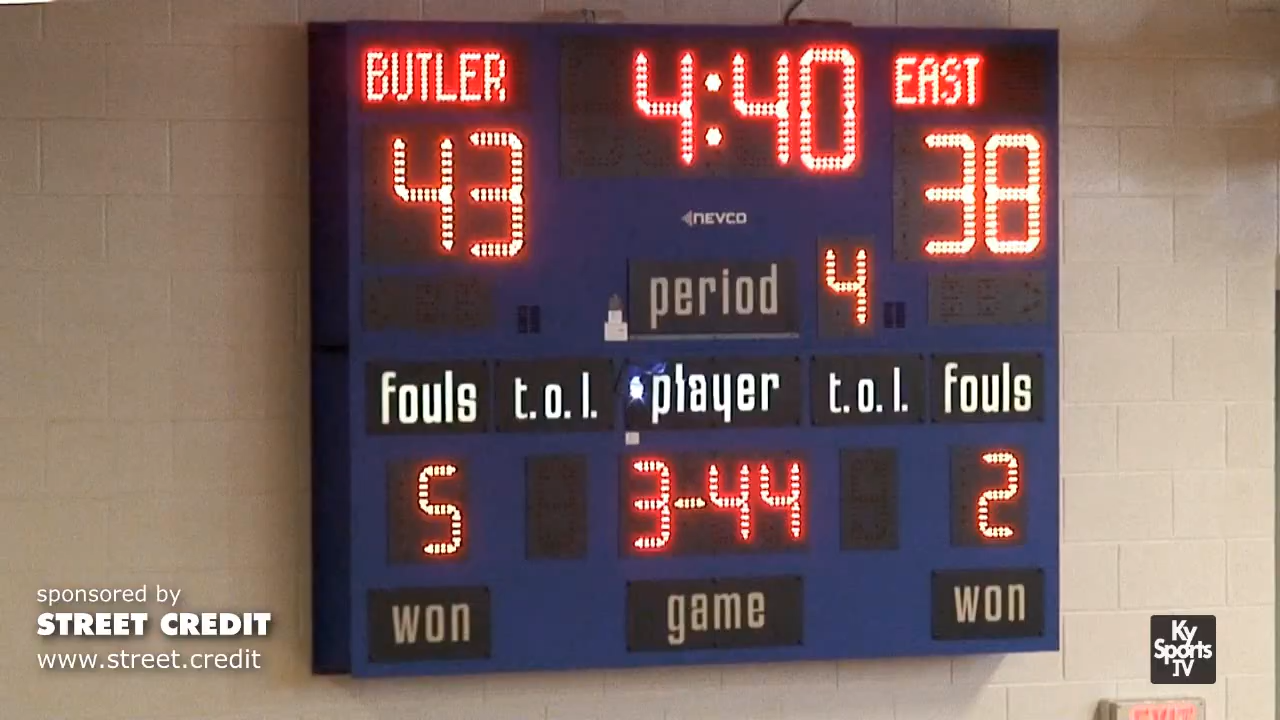 BUTLER 4:40 EAST
43 38
NEVCO
period 4
fouls t.o.l. player t.o.l. fouls
5 3-44 2
won game won
sponsored by
STREET CREDIT
www.street.credit
Ky
Sports
TV
EXIT